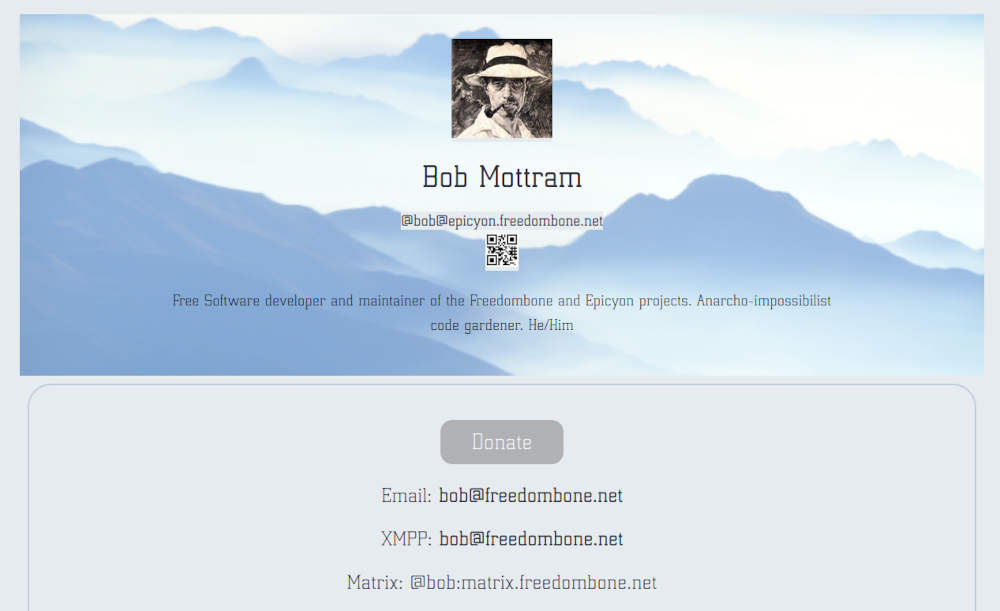 Bob Mottram
@bob@epicyon.freedombone.net
Free Software developer and maintainer of the Freedombone and Epicyon projects. Anarcho-impossibilist
code gardener. He/Him
Donate
Email: bob@freedombone.net
XMPP: bob@freedombone.net
Matrix: @bob:matrix.freedombone.net